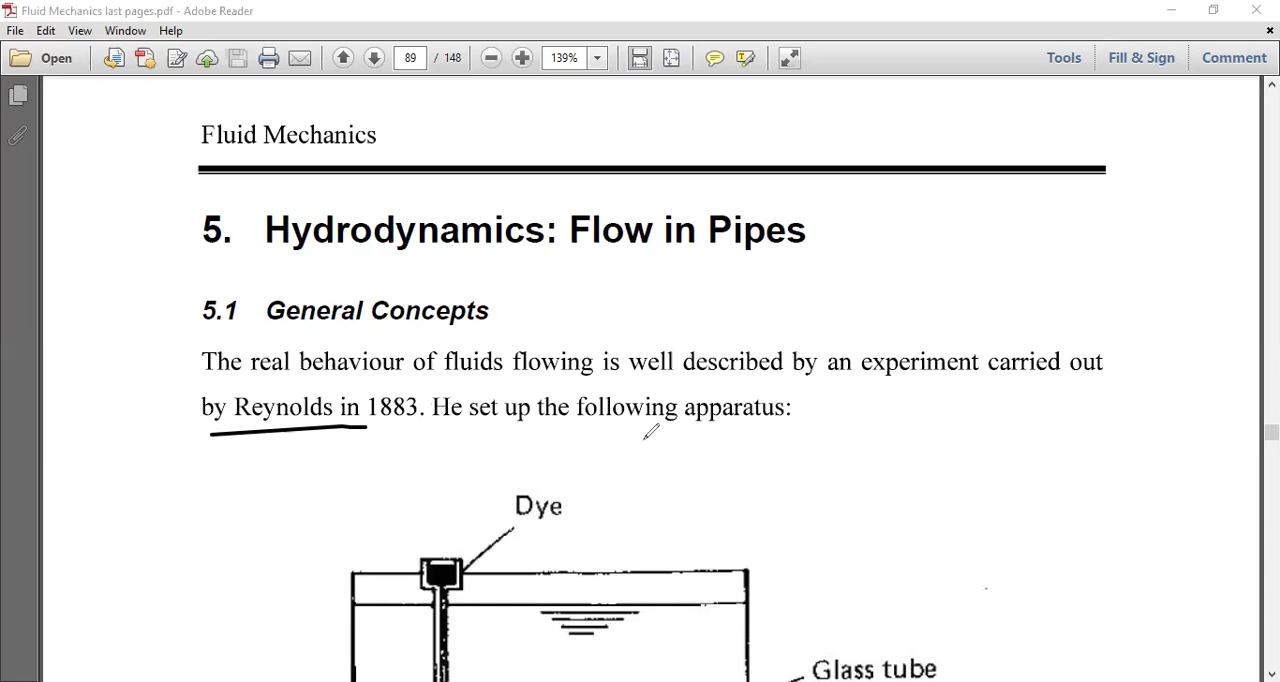 Fluid Mechanics last pages.pdf - Adobe Reader
File Edit View Window Help
Open 89 / 148 139% Tools Fill & Sign Comment
Fluid Mechanics
5. Hydrodynamics: Flow in Pipes
5.1 General Concepts
The real behaviour of fluids flowing is well described by an experiment carried out
by Reynolds in 1883. He set up the following apparatus:
Dye
Glass tube